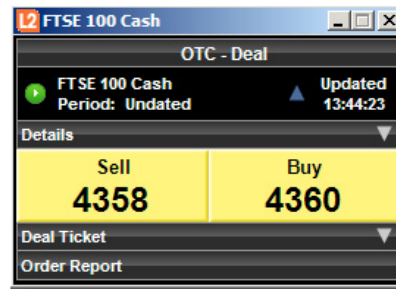 L2 FTSE 100 Cash
OTC - Deal
FTSE 100 Cash
Period: Undated
Updated
13:44:23
Details
Sell
4358
Buy
4360
Deal Ticket
Order Report